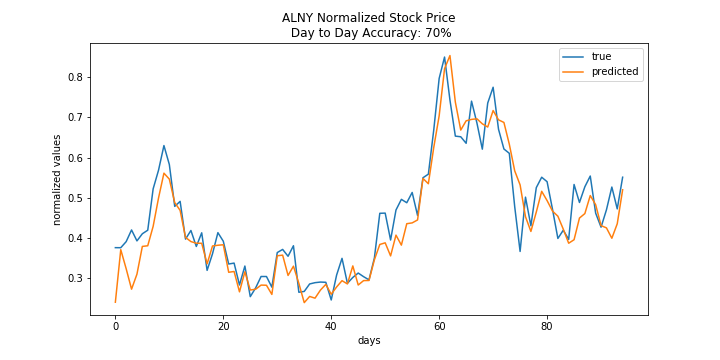 ALNY Normalized Stock Price
Day to Day Accuracy: 70%
true
predicted
normalized values
0.8
0.7
0.6
0.5
0.4
0.3
0
20
40
60
80
days